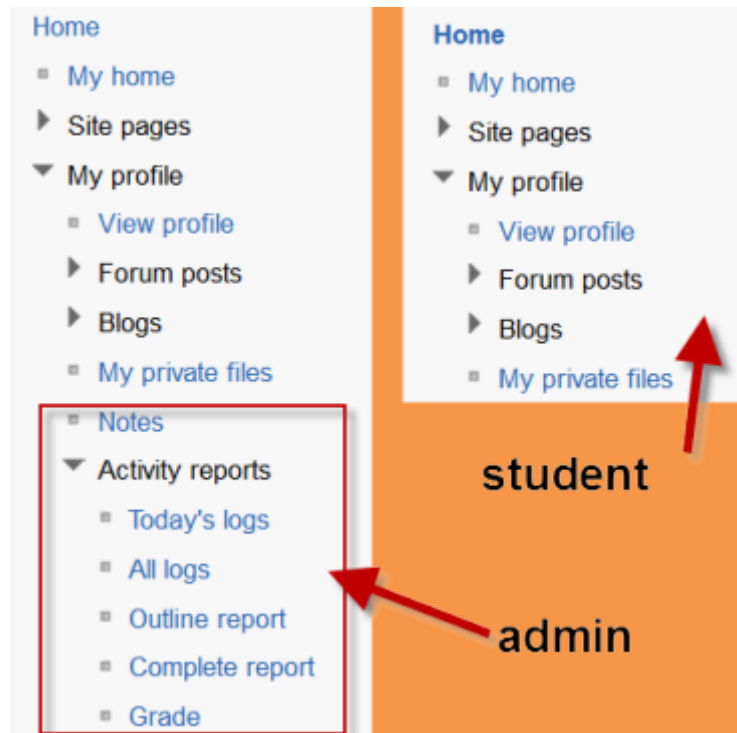 Home
My home
Site pages
My profile
View profile
Forum posts
Blogs
My private files
Notes
Activity reports
Today's logs
All logs
Outline report
Complete report
Grade
Home
My home
Site pages
My profile
View profile
Forum posts
Blogs
My private files
student
admin